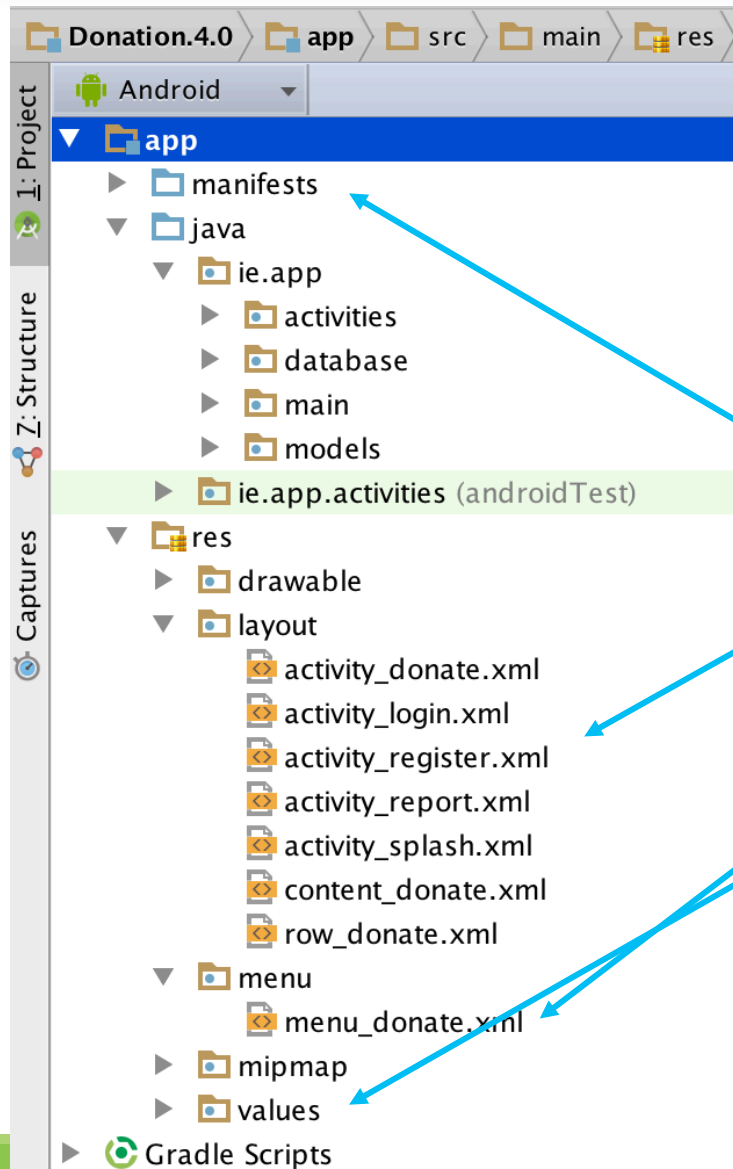 Donation.4.0 app src main res
Android
1: Project
Z: Structure
Captures
app
manifests
java
ie.app
activities
database
main
models
ie.app.activities (androidTest)
res
drawable
layout
activity_donate.xml
activity_login.xml
activity_register.xml
activity_report.xml
activity_splash.xml
content_donate.xml
row_donate.xml
menu
menu_donate.xml
mipmap
values
Gradle Scripts